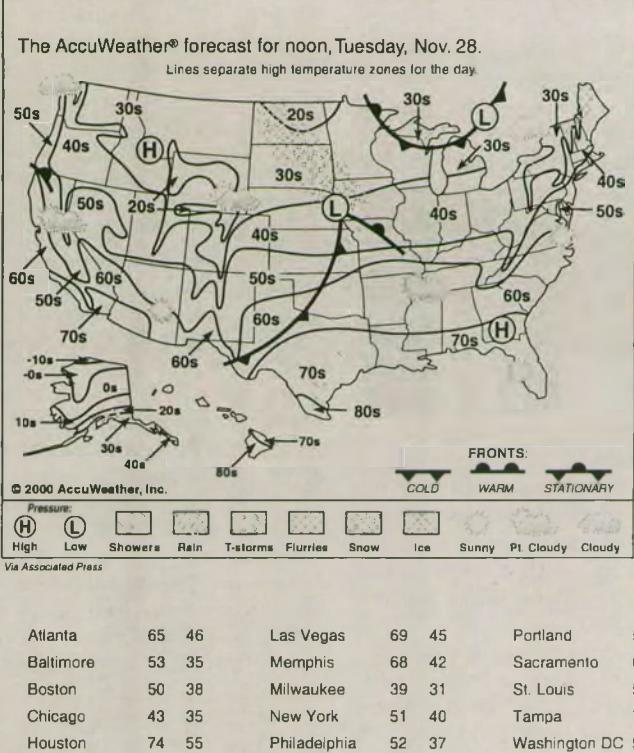 The AccuWeather® forecast for noon, Tuesday, Nov. 28.
Lines separate high temperature zones for the day.
50s
30s
20s
30s
30s
H
L
30s
40s
40s
30s
50s
20s
L
40s
50s
40s
60s
60s
50s
50s
60s
60s
70s
H
70s
60s
70s
-10s
-0s
0s
80s
20s
10s
30s
70s
40s
80s
FRONTS:
© 2000 AccuWeather, Inc.
COLD WARM STATIONARY
Pressure:
H L
High Low Showers Rain T-storms Flurries Snow Ice Sunny Pt. Cloudy Cloudy
Via Associated Press
Atlanta 65 46 Las Vegas 69 45 Portland
Baltimore 53 35 Memphis 68 42 Sacramento
Boston 50 38 Milwaukee 39 31 St. Louis
Chicago 43 35 New York 51 40 Tampa
Houston 74 55 Philadelphia 52 37 Washington DC